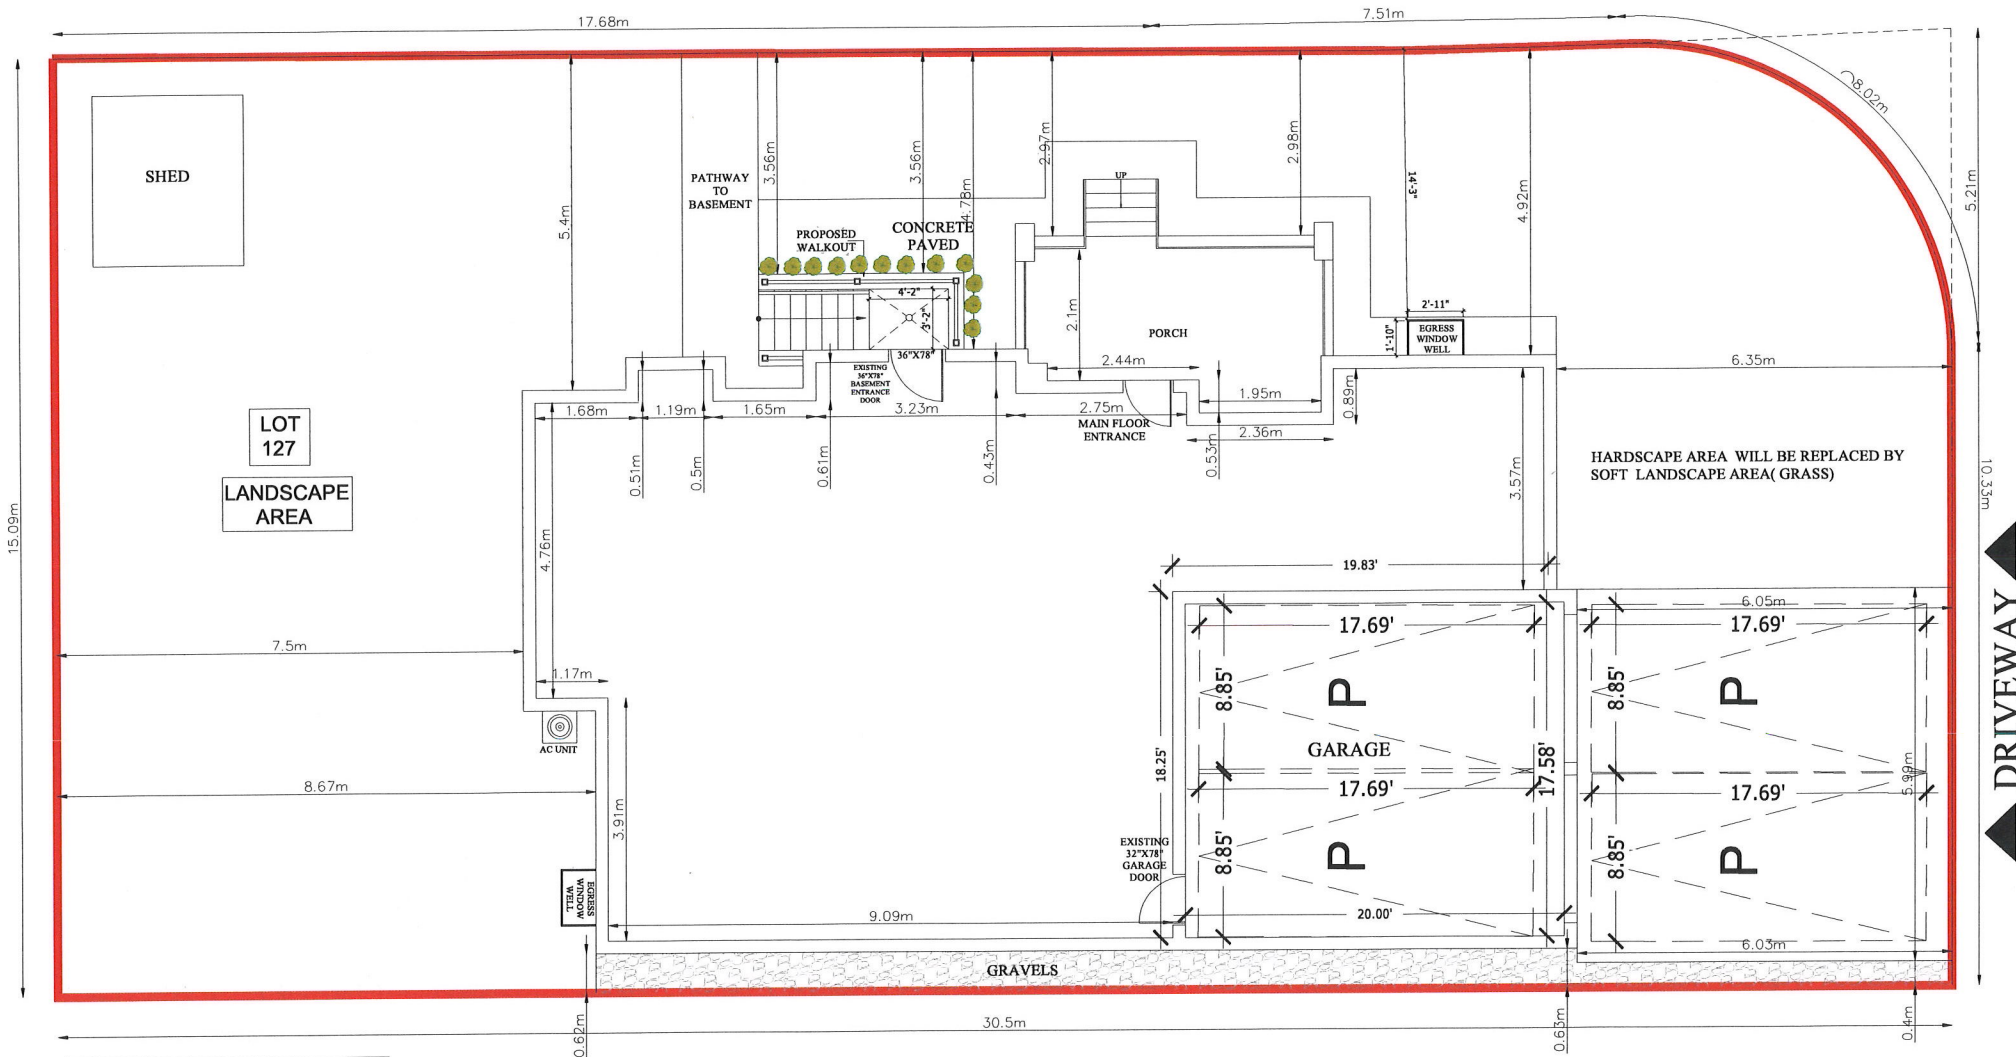 17.68m
7.51m
8.02m
5.21m
15.09m
SHED
5.4m
PATHWAY
TO
BASEMENT
3.56m
3.56m
4.78m
2.97m
2.98m
14'-3"
4.92m
UP
PROPOSED
WALKOUT
CONCRETE
PAVED
4'-2"
3'-2"
36"X78"
EXISTING
36"X78"
BASEMENT
ENTRANCE
DOOR
2.1m
PORCH
2'-11"
1'-10"
EGRESS
WINDOW
WELL
6.35m
2.44m
1.95m
0.89m
1.68m
1.19m
1.65m
3.23m
2.75m
MAIN FLOOR
ENTRANCE
2.36m
0.51m
0.5m
0.61m
0.43m
0.53m
3.57m
LOT
127
LANDSCAPE
AREA
HARDSCAPE AREA WILL BE REPLACED BY
SOFT LANDSCAPE AREA( GRASS)
10.33m
DRIVEWAY
4.76m
7.5m
1.17m
AC UNIT
19.83'
6.05m
17.69'
17.69'
8.85'
P
8.85'
P
GARAGE
18.25'
17.58'
5.99m
17.69'
17.69'
8.85'
P
8.85'
P
8.67m
3.91m
EXISTING
32"X78"
GARAGE
DOOR
EGRESS
WINDOW
WELL
9.09m
20.00'
6.03m
GRAVELS
0.62m
30.5m
0.63m
0.4m